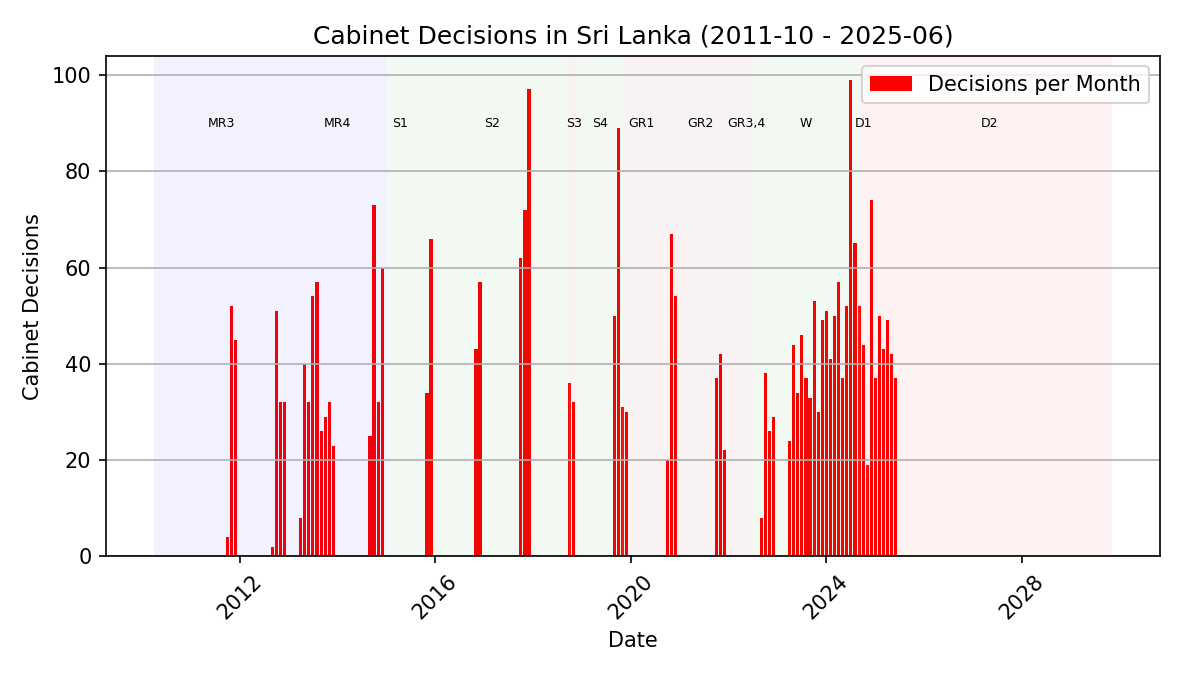 Cabinet Decisions in Sri Lanka (2011-10 - 2025-06)
Decisions per Month
MR3 MR4 S1 S2 S3 S4 GR1 GR2 GR3,4 W D1 D2
100
80
60
40
20
0
Cabinet Decisions
2012 2016 2020 2024 2028
Date